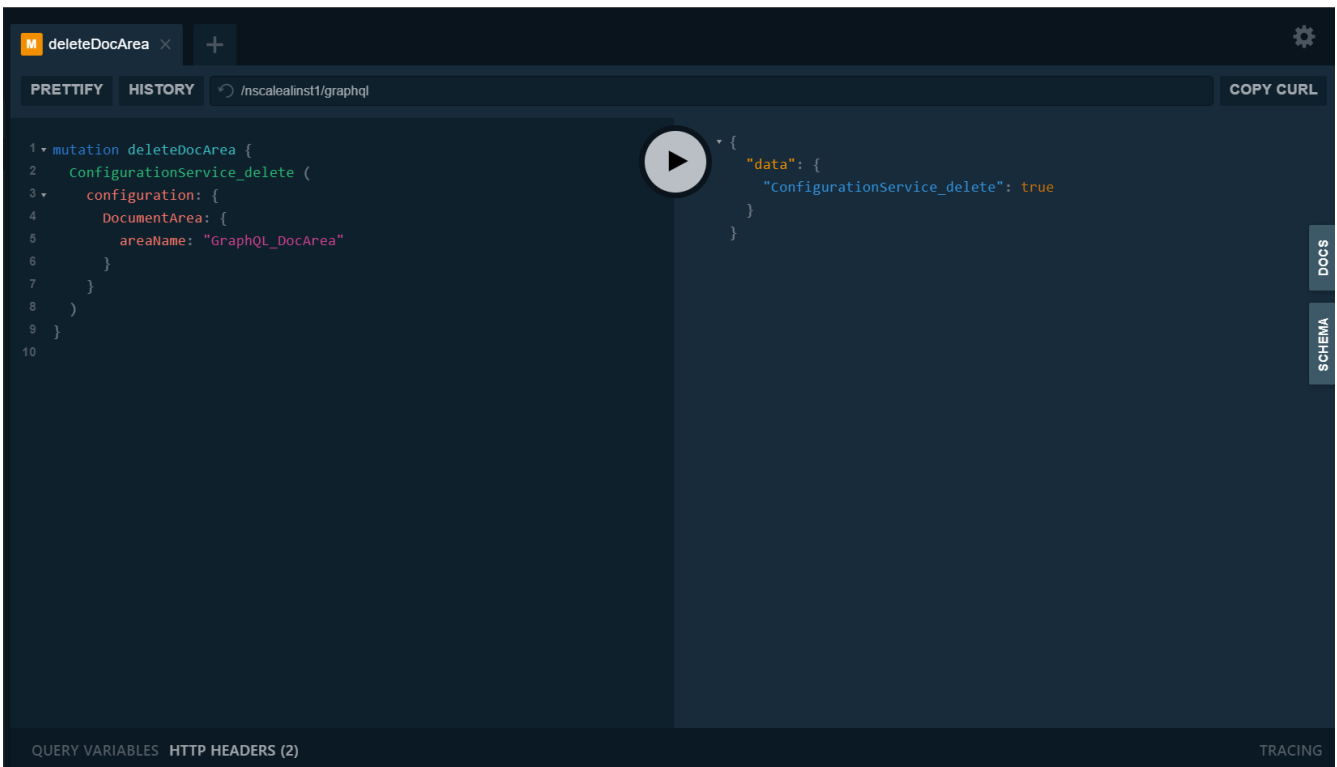 M deleteDocArea × +
PRETTIFY HISTORY /nscalealinst1/graphql COPY CURL
1 mutation deleteDocArea {
2 ConfigurationService_delete (
3 configuration: {
4 DocumentArea: {
5 areaName: "GraphQL_DocArea"
6 }
7 }
8 )
9 }
10
{
"data": {
"ConfigurationService_delete": true
}
}
DOCS
SCHEMA
QUERY VARIABLES HTTP HEADERS (2) TRACING